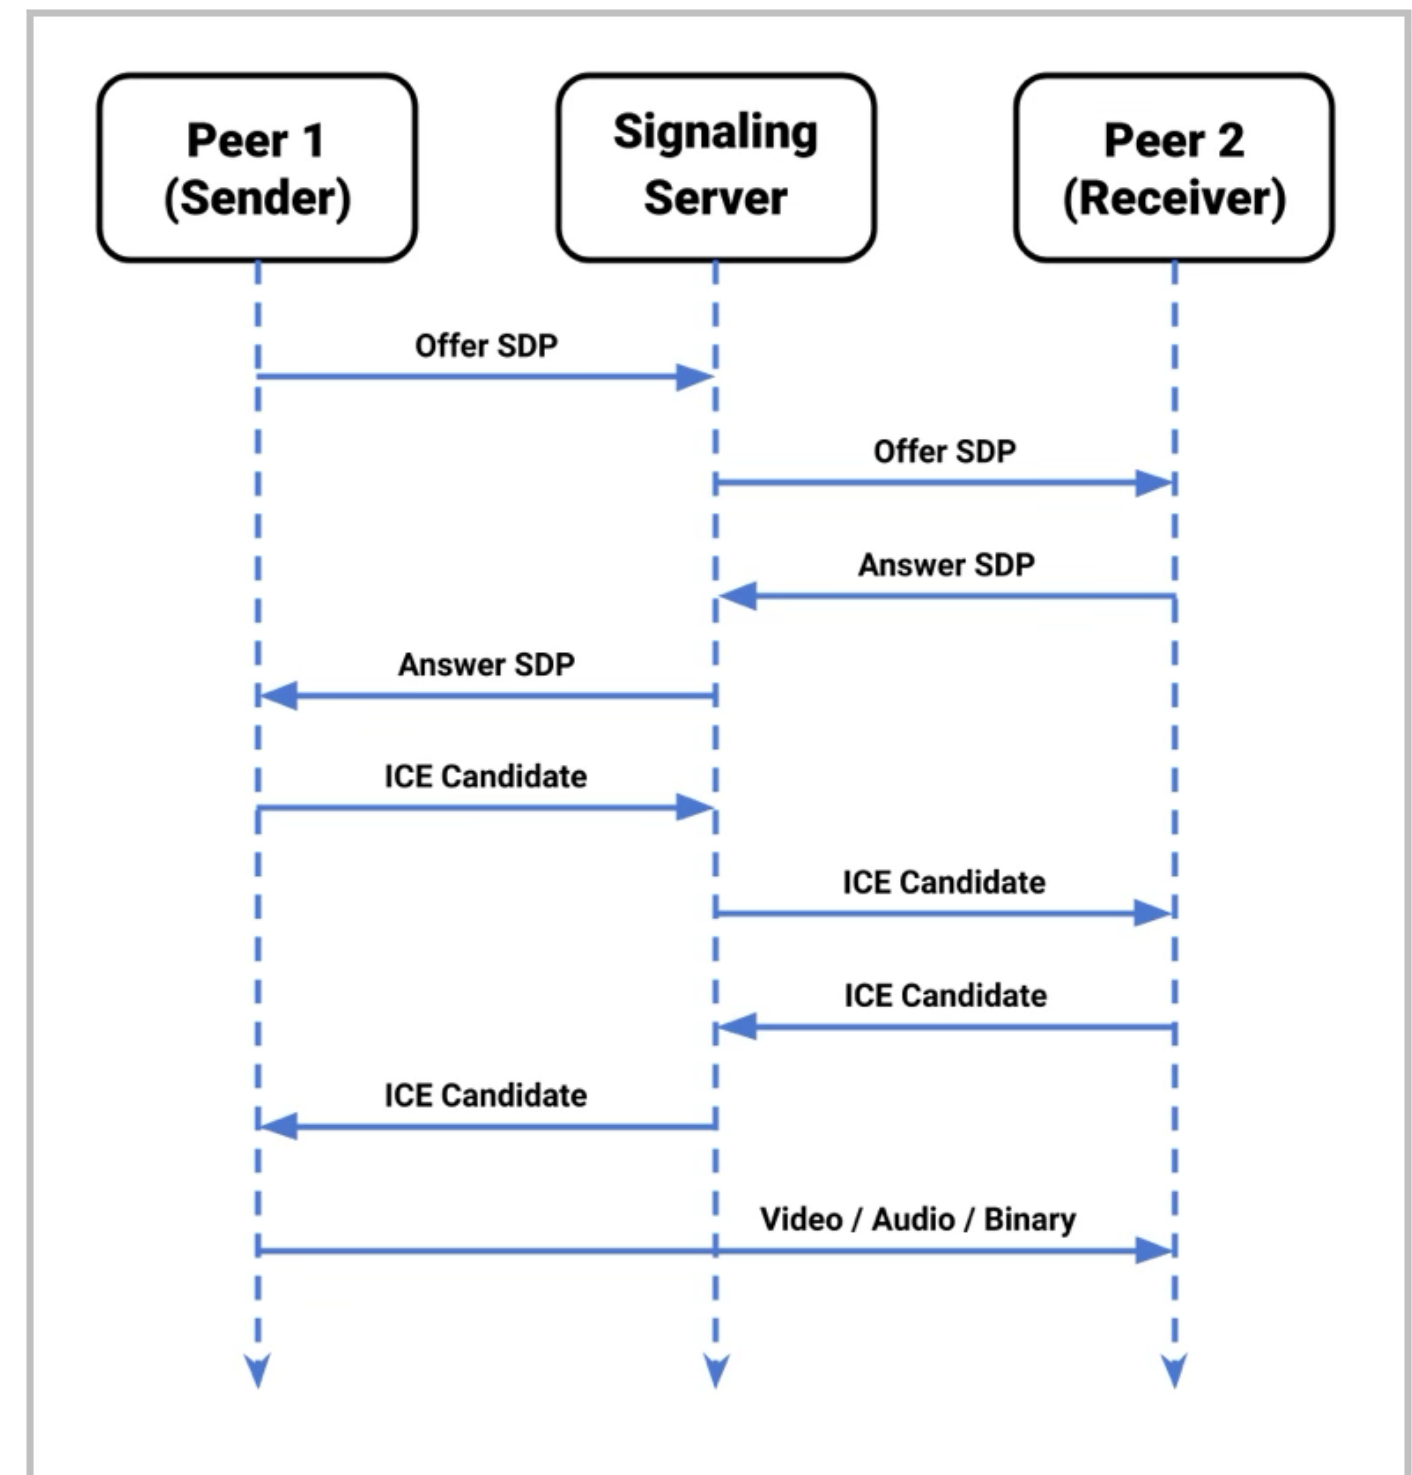 Peer 1
(Sender)
Signaling
Server
Peer 2
(Receiver)
Offer SDP
Offer SDP
Answer SDP
Answer SDP
ICE Candidate
ICE Candidate
ICE Candidate
ICE Candidate
Video / Audio / Binary